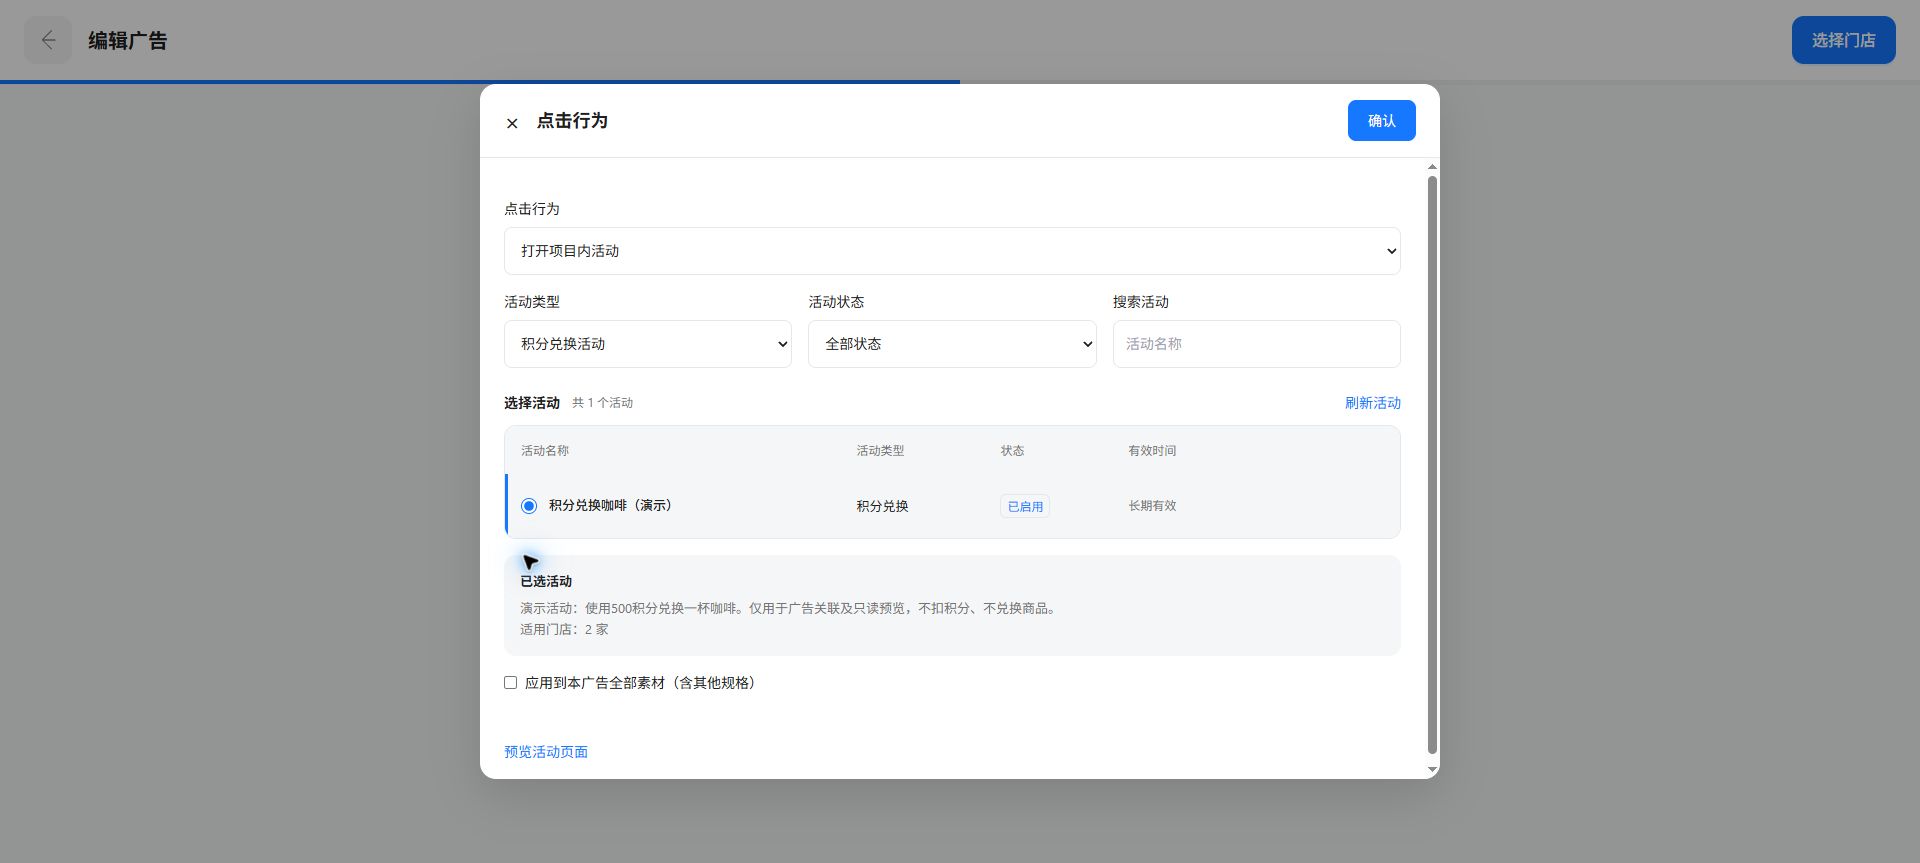 编辑广告
选择门店
点击行为
确认
点击行为
打开项目内活动
活动类型 活动状态 搜索活动
积分兑换活动 全部状态 活动名称
选择活动 共 1 个活动 刷新活动
活动名称 活动类型 状态 有效时间
积分兑换咖啡（演示） 积分兑换 已启用 长期有效
已选活动
演示活动：使用500积分兑换一杯咖啡。仅用于广告关联及只读预览，不扣积分、不兑换商品。
适用门店：2 家
应用到本广告全部素材（含其他规格）
预览活动页面